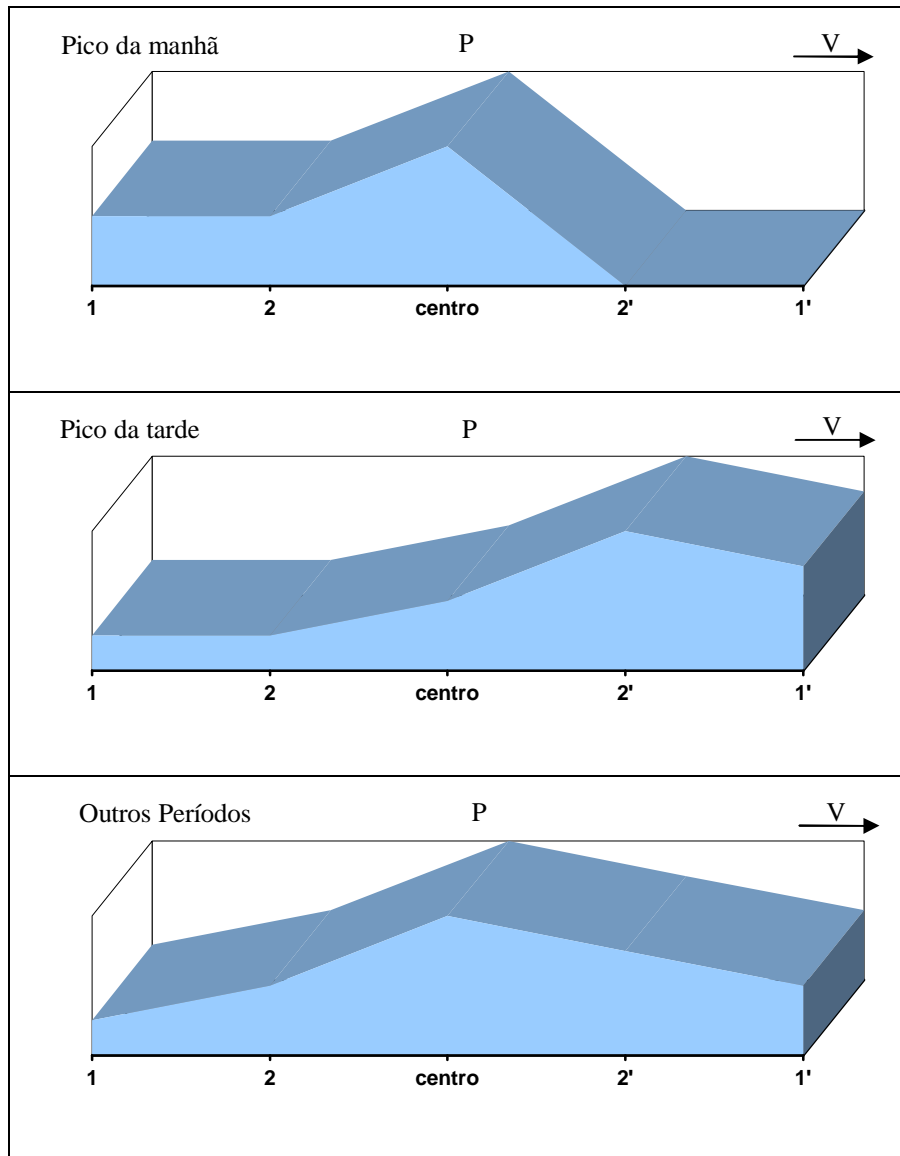 Pico da manhã P V
1 2 centro 2' 1'
Pico da tarde P V
1 2 centro 2' 1'
Outros Períodos P V
1 2 centro 2' 1'